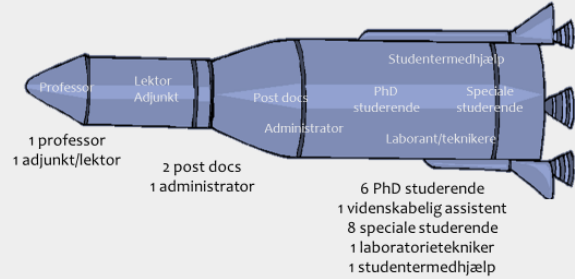 Professor
Lektor
Adjunkt
Post docs
Administrator
Studentermedhjælp
PhD
studerende
Speciale
studerende
Laborant/teknikere
1 professor
1 adjunkt/lektor
2 post docs
1 administrator
6 PhD studerende
1 videnskabelig assistent
8 speciale studerende
1 laboratorietekniker
1 studentermedhjælp